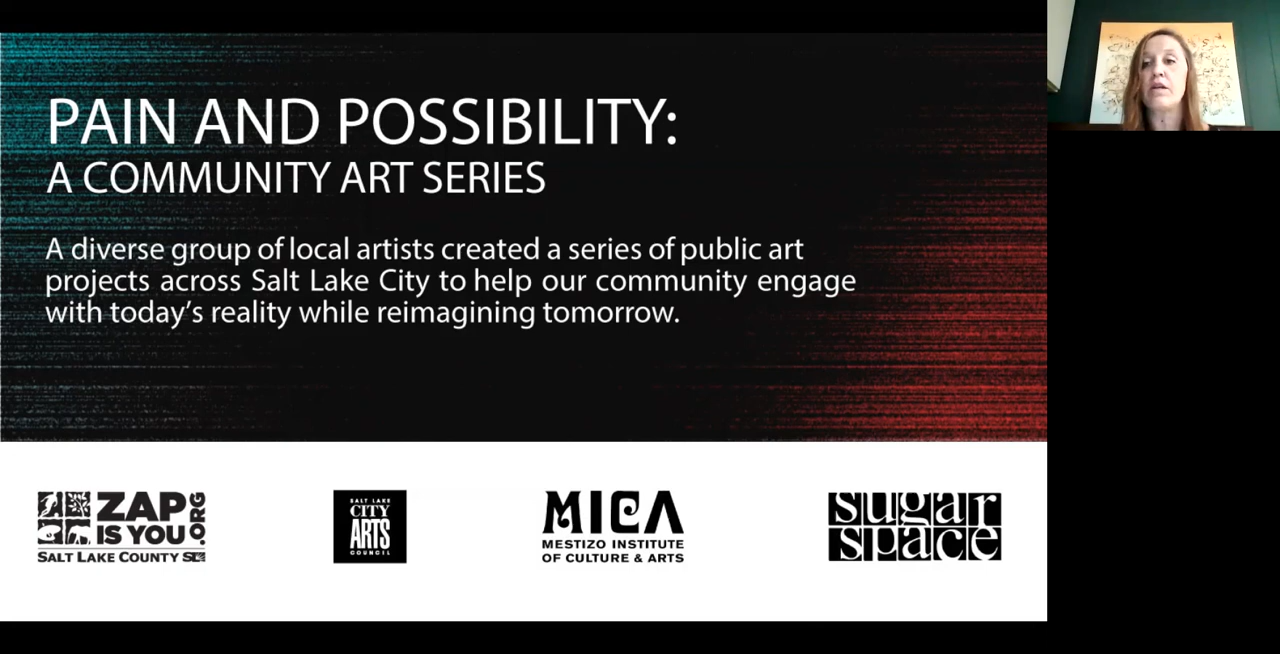 PAIN AND POSSIBILITY:
A COMMUNITY ART SERIES
A diverse group of local artists created a series of public art
projects across Salt Lake City to help our community engage
with today’s reality while reimagining tomorrow.
ZAP
IS YOU
.ORG
SALT LAKE COUNTY
SALT LAKE
CITY
ARTS
COUNCIL
MICA
MESTIZO INSTITUTE
OF CULTURE & ARTS
sugar
space